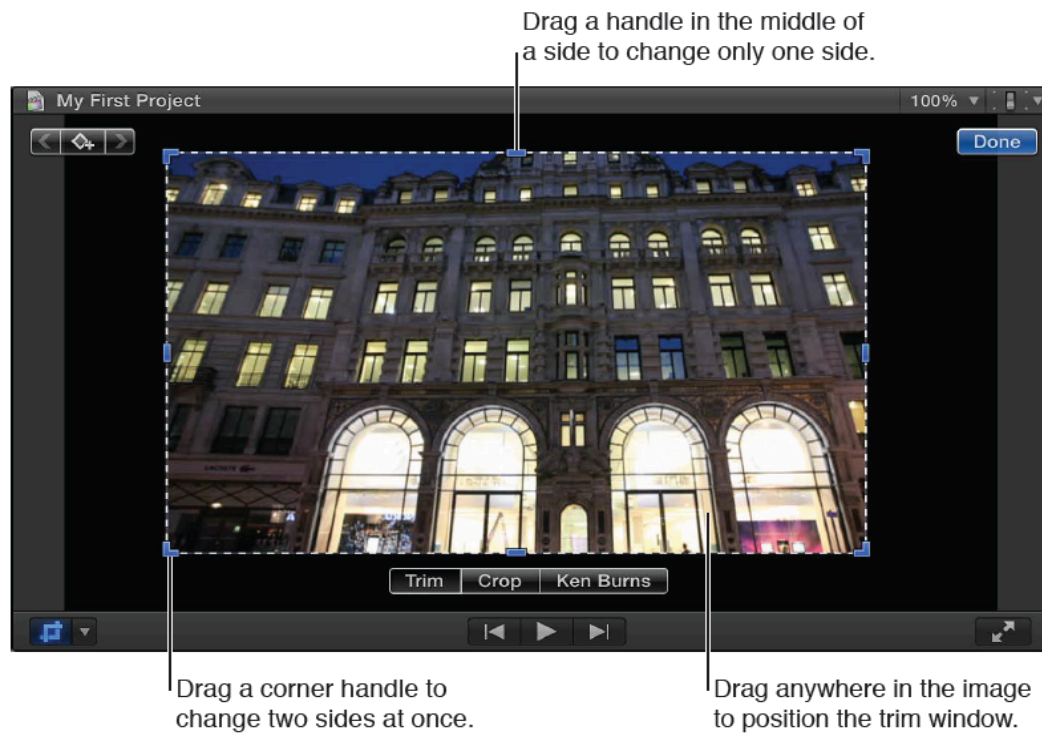 Drag a handle in the middle of
a side to change only one side.
My First Project
100%
Done
LACOSTE
Trim
Crop
Ken Burns
Drag a corner handle to
change two sides at once.
Drag anywhere in the image
to position the trim window.